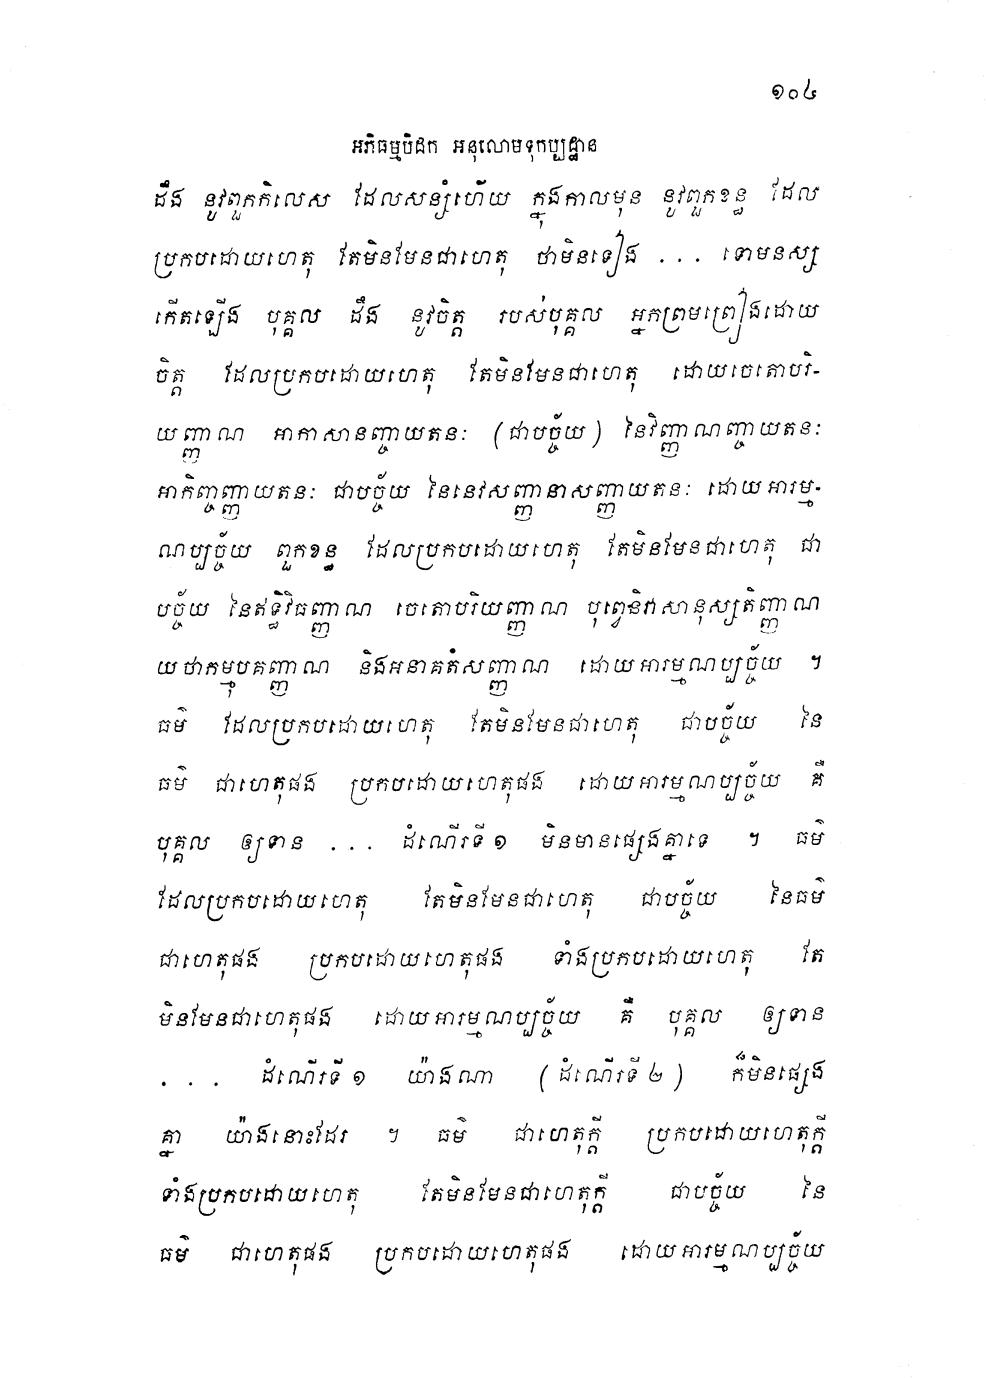 ១០៤
អភិធម្មបិដក អនុលោមទុកប្បដ្ឋាន
ដឹង នូវពួកកិលេស ដែលសន្សំហើយ ក្នុងកាលមុន នូវពួកខន្ធ ដែល
ប្រកបដោយហេតុ តែមិនមែនជាហេតុ ថាមិនទៀង ... ទោមនស្ស
កើតឡើង បុគ្គល ដឹង នូវចិត្ត របស់បុគ្គល អ្នកព្រមព្រៀងដោយ
ចិត្ត ដែលប្រកបដោយហេតុ តែមិនមែនជាហេតុ ដោយចេតោបរិ-
យញ្ញាណ អាកាសានញ្ចាយតនៈ (ជាបច្ច័យ) នៃវិញ្ញាណញ្ចាយតនៈ
អាកិញ្ចញ្ញាយតនៈ ជាបច្ច័យ នៃនេវសញ្ញានាសញ្ញាយតនៈ ដោយអារម្ម-
ណប្បច្ច័យ ពួកខន្ធ ដែលប្រកបដោយហេតុ តែមិនមែនជាហេតុ ជា
បច្ច័យ នៃឥទ្ធិវិធញ្ញាណ ចេតោបរិយញ្ញាណ បុព្វេនិវាសានុស្សតិញ្ញាណ
យថាកម្មុបគញ្ញាណ និងអនាគតំសញ្ញាណ ដោយអារម្មណប្បច្ច័យ ។
ធម៌ ដែលប្រកបដោយហេតុ តែមិនមែនជាហេតុ ជាបច្ច័យ នៃ
ធម៌ ជាហេតុផង ប្រកបដោយហេតុផង ដោយអារម្មណប្បច្ច័យ គឺ
បុគ្គល ឲ្យទាន ... ដំណើរទី១ មិនមានផ្សេងគ្នាទេ ។ ធម៌
ដែលប្រកបដោយហេតុ តែមិនមែនជាហេតុ ជាបច្ច័យ នៃធម៌
ជាហេតុផង ប្រកបដោយហេតុផង ទាំងប្រកបដោយហេតុ តែ
មិនមែនជាហេតុផង ដោយអារម្មណប្បច្ច័យ គឺ បុគ្គល ឲ្យទាន
... ដំណើរទី១ យ៉ាងណា (ដំណើរទី២) ក៏មិនផ្សេង
គ្នា យ៉ាងនោះដែរ ។ ធម៌ ជាហេតុក្តី ប្រកបដោយហេតុក្តី
ទាំងប្រកបដោយហេតុ តែមិនមែនជាហេតុក្តី ជាបច្ច័យ នៃ
ធម៌ ជាហេតុផង ប្រកបដោយហេតុផង ដោយអារម្មណប្បច្ច័យ